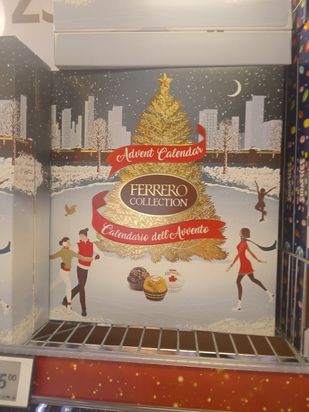 Advent Calendar
FERRERO
COLLECTION
Calendario dell'Avvento